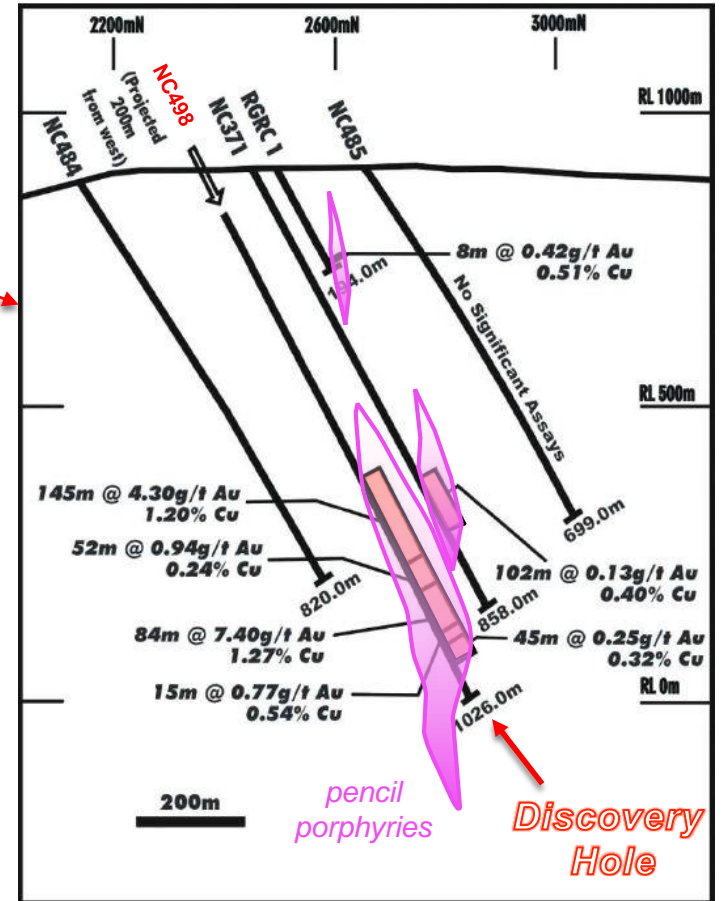 2200mN
2600mN
3000mN
RL 1000m
NC484
(Projected
200m
from west)
NC498
NC371
RGRC 1
NC485
8m @ 0.42g/t Au
0.51% Cu
194.0m
No Significant Assays
RL 500m
145m @ 4.30g/t Au
1.20% Cu
52m @ 0.94g/t Au
0.24% Cu
84m @ 7.40g/t Au
1.27% Cu
15m @ 0.77g/t Au
0.54% Cu
820.0m
699.0m
102m @ 0.13g/t Au
0.40% Cu
858.0m
45m @ 0.25g/t Au
0.32% Cu
RL 0m
1026.0m
200m
pencil
porphyries
Discovery
Hole